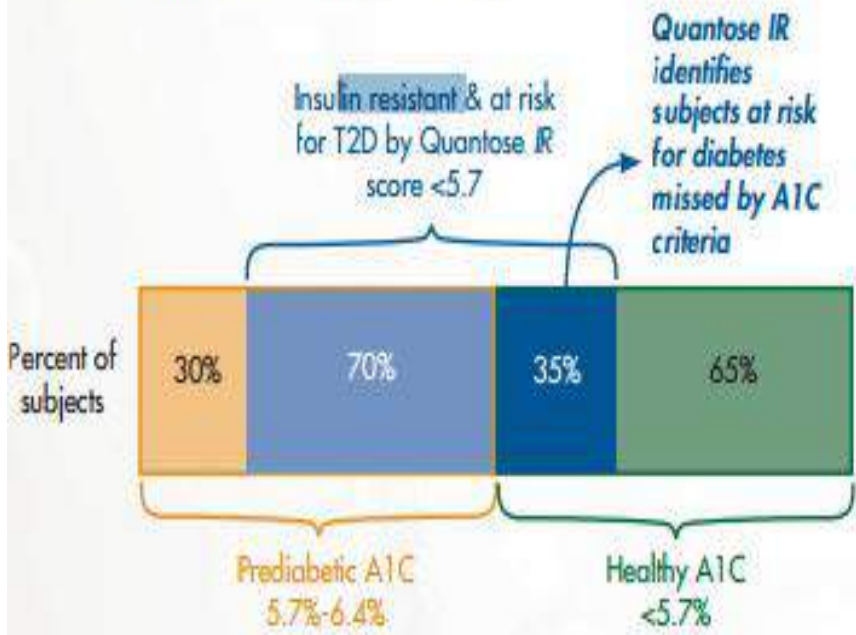 Quantose IR
identifies
subjects at risk
for diabetes
missed by A1C
criteria
Insulin resistant & at risk
for T2D by Quantose IR
score <5.7
Percent of
subjects
30%
70%
35%
65%
Prediabetic A1C
5.7%-6.4%
Healthy A1C
<5.7%